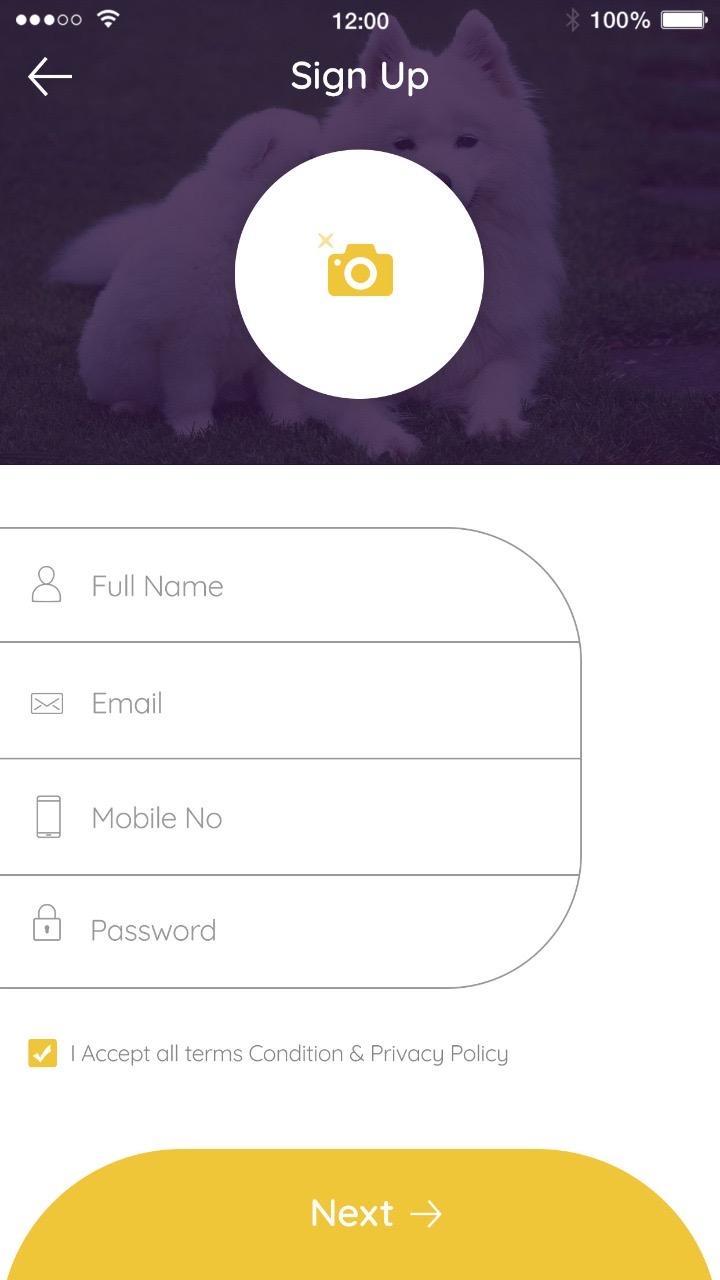 12:00
100%
Sign Up
Full Name
Email
Mobile No
Password
I Accept all terms Condition & Privacy Policy
Next